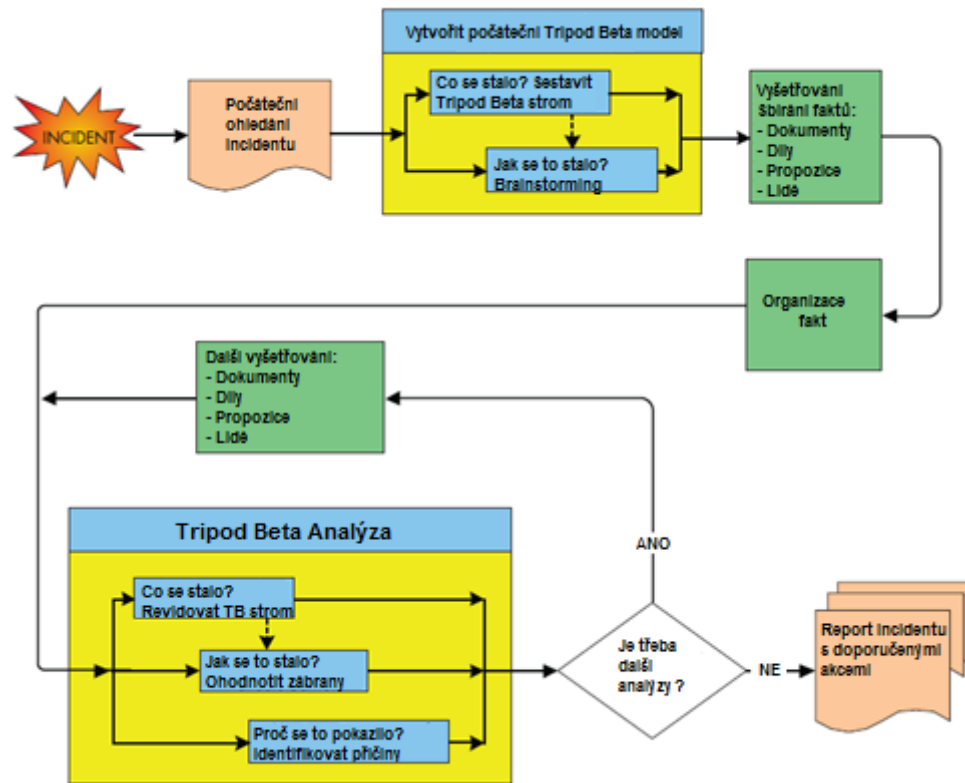 Vytvořit počáteční Tripod Beta model
INCIDENT
Počáteční
ohledání
incidentu
Co se stalo? Sestavit
Tripod Beta strom
Jak se to stalo?
Brainstorming
Vyšetřování
Sbírání faktů:
- Dokumenty
- Díly
- Propozice
- Lidé
Organizace
fakt
Další vyšetřování:
- Dokumenty
- Díly
- Propozice
- Lidé
Tripod Beta Analýza
Co se stalo?
Revidovat TB strom
Jak se to stalo?
Ohodnotit zábrany
Proč se to pokazilo?
Identifikovat příčiny
ANO
Je třeba
další
analýzy ?
NE
Report incidentu
s doporučenými
akcemi